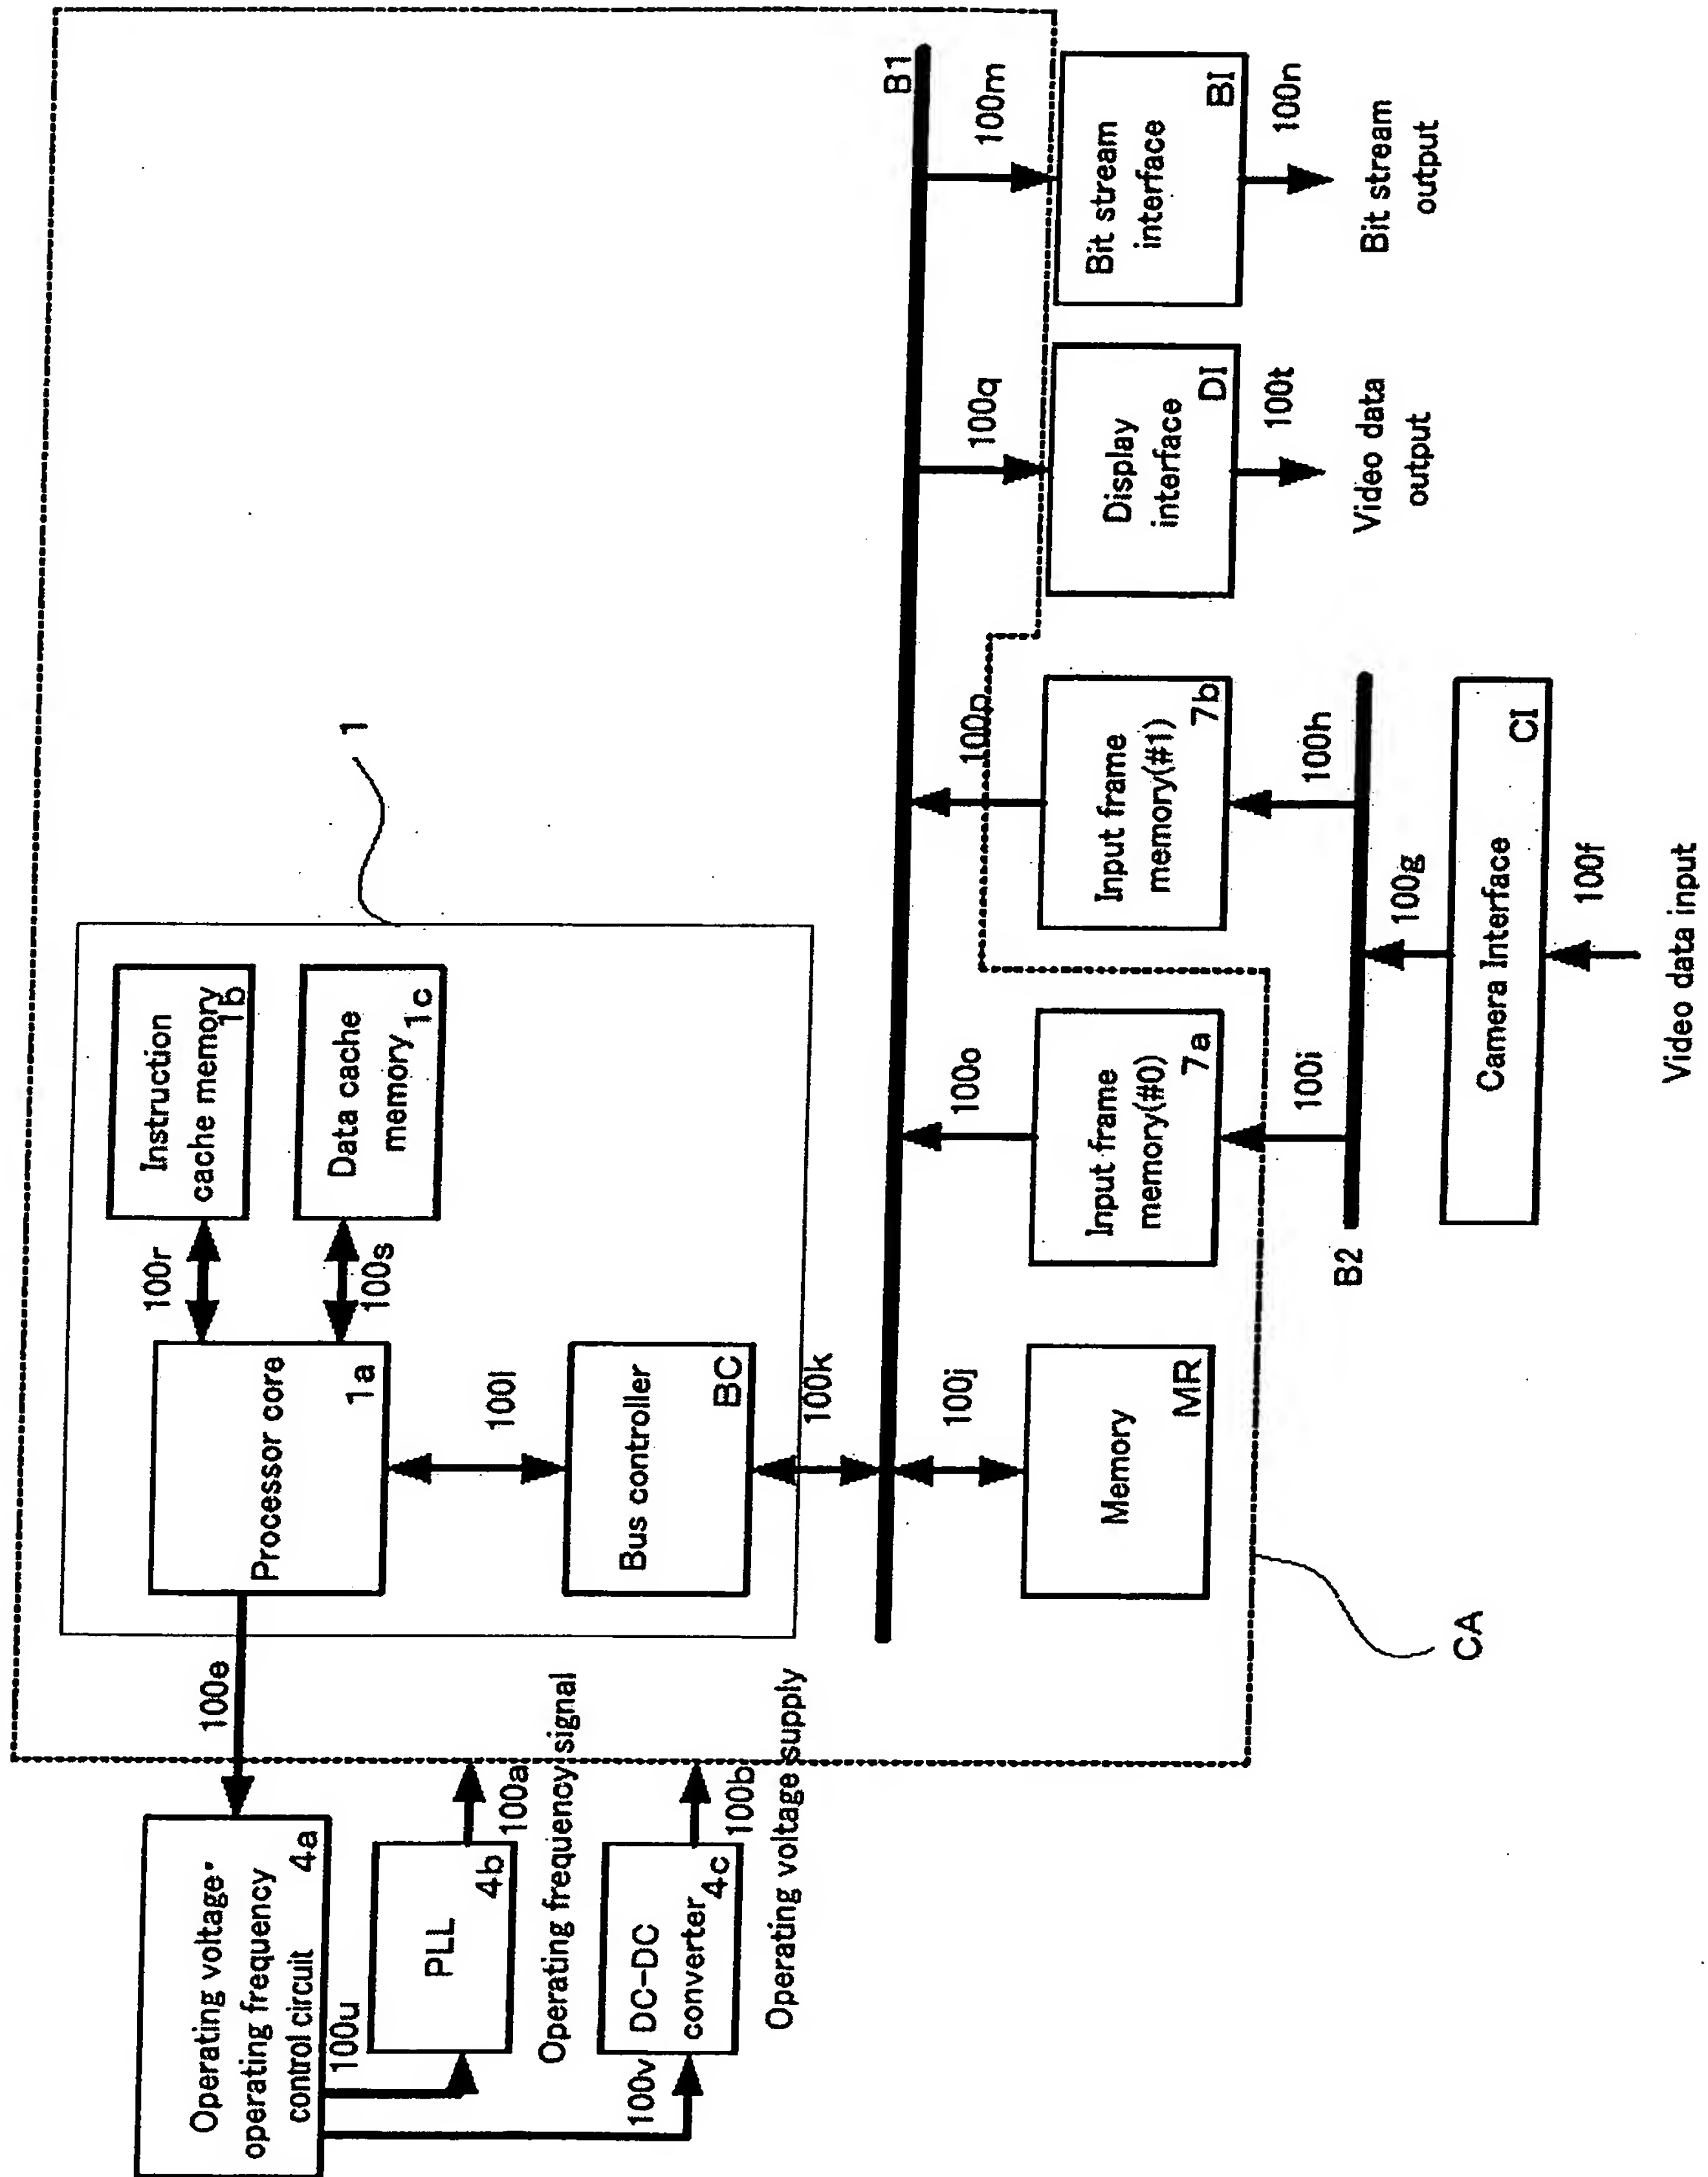 Operating voltage·
operating frequency
control circuit
4a
100u
100e
PLL
4b
100a
Operating frequency signal
100v
DC-DC
converter
4c
100b
Operating voltage supply
1
Processor core
1a
100r
Instruction
cache memory
1b
100s
Data cache
memory
1c
100l
Bus controller
BC
100k
B1
100j
Memory
MR
100o
Input frame
memory(#0)
7a
100p
Input frame
memory(#1)
7b
100q
Display
interface
DI
100t
Video data
output
100m
Bit stream
interface
BI
100n
Bit stream
output
100i
100h
B2
100g
Camera Interface
CI
100f
Video data input
CA